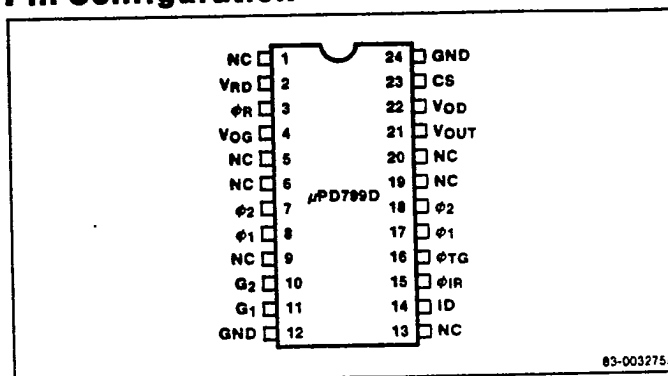 Pin Configuration
NC 1 24 GND
VRD 2 23 CS
φR 3 22 VOD
VOG 4 21 VOUT
NC 5 20 NC
NC 6 19 NC
μPD799D
φ2 7 18 φ2
φ1 8 17 φ1
NC 9 16 φTG
G2 10 15 φIR
G1 11 14 ID
GND 12 13 NC
83-003275